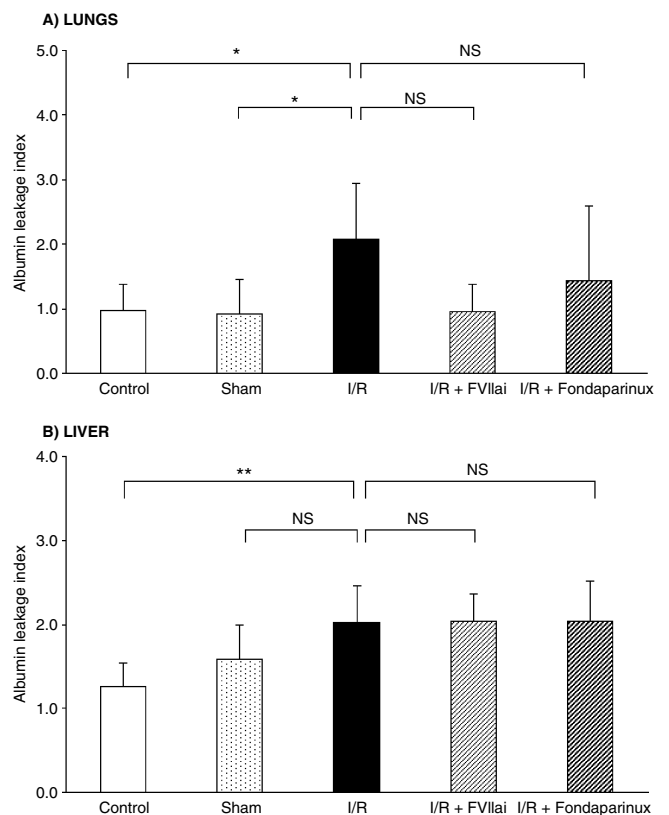 A) LUNGS
5.0
4.0
3.0
2.0
1.0
0.0
Albumin leakage index
*
NS
*
NS
Control
Sham
I/R
I/R + FVIIai
I/R + Fondaparinux
B) LIVER
4.0
3.0
2.0
1.0
0.0
Albumin leakage index
**
NS
NS
NS
Control
Sham
I/R
I/R + FVIIai
I/R + Fondaparinux